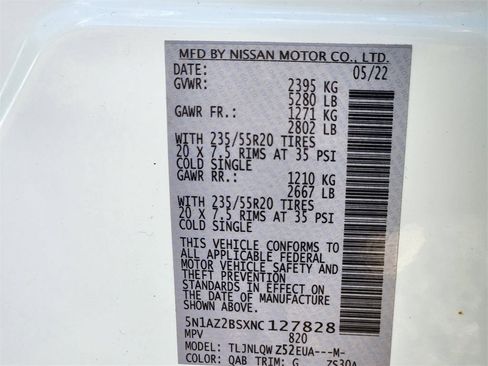 MFD BY NISSAN MOTOR CO., LTD.
DATE: 05/22
GVWR: 2395 KG
5280 LB
GAWR FR.: 1271 KG
2802 LB
WITH 235/55R20 TIRES
20 X 7.5 RIMS AT 35 PSI
COLD SINGLE
GAWR RR.: 1210 KG
2667 LB
WITH 235/55R20 TIRES
20 X 7.5 RIMS AT 35 PSI
COLD SINGLE
THIS VEHICLE CONFORMS TO
ALL APPLICABLE FEDERAL
MOTOR VEHICLE SAFETY AND
THEFT PREVENTION
STANDARDS IN EFFECT ON
THE DATE OF MANUFACTURE
SHOWN ABOVE.
5N1AZ2BSXNC127828
MPV 820
MODEL: TLJNLQW Z52EUA---M-
COLOR: QAB TRIM: G ZS30A